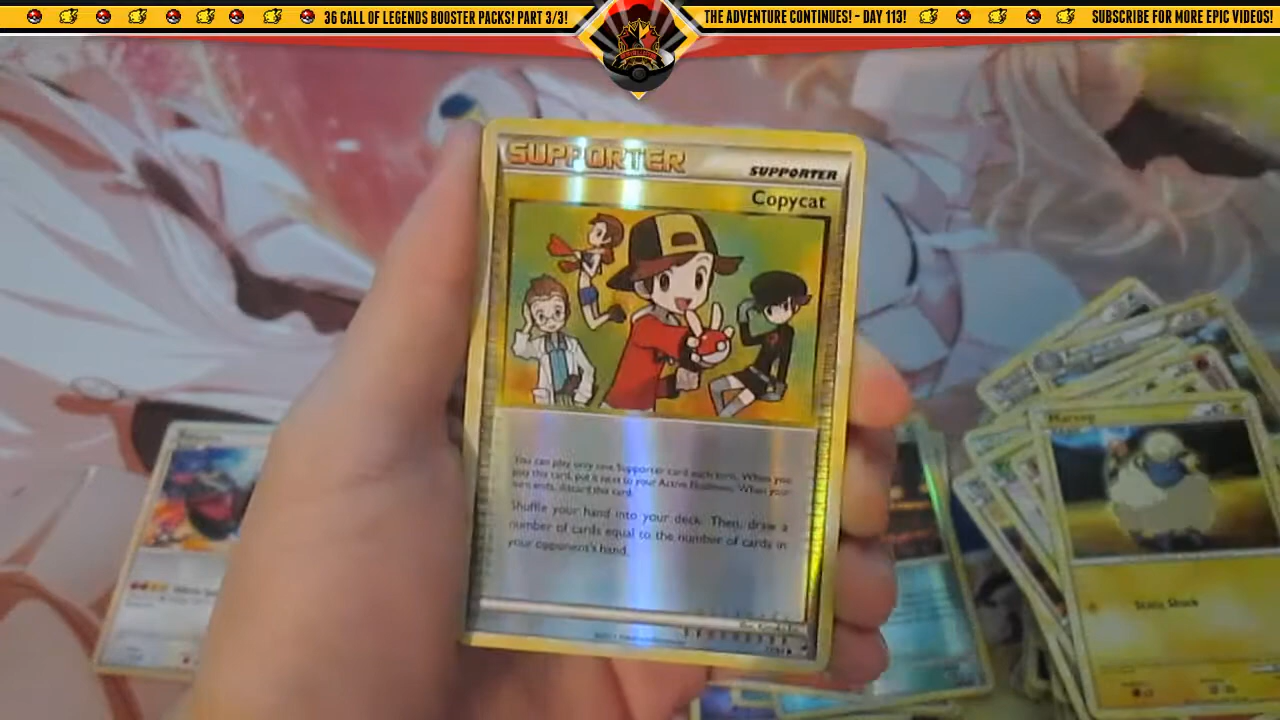 36 CALL OF LEGENDS BOOSTER PACKS! PART 3/3!
THE ADVENTURE CONTINUES! - DAY 113!
SUBSCRIBE FOR MORE EPIC VIDEOS!
SUPPORTER
SUPPORTER
Copycat
You can play only one Supporter card each turn. When you
play this card, put it next to your Active Pokémon. When your
turn ends, discard this card.
Shuffle your hand into your deck. Then, draw a
number of cards equal to the number of cards in
your opponent's hand.
Mareep
Static Shock